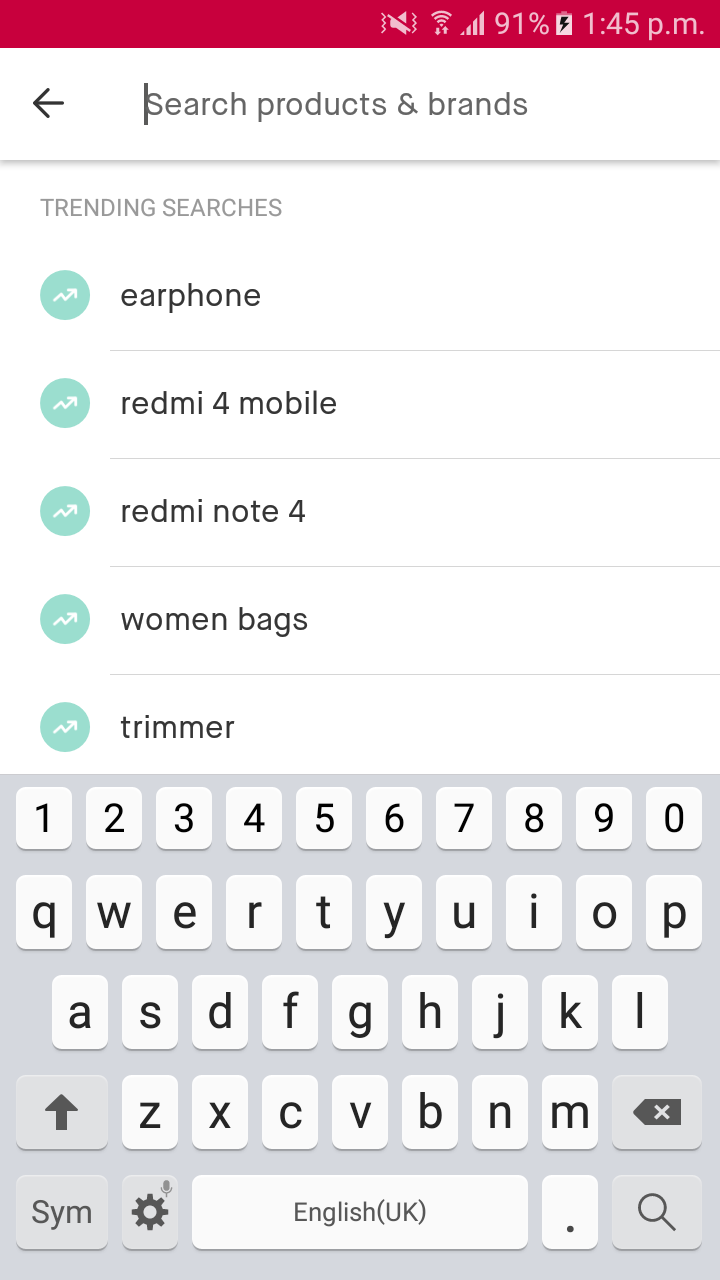 91% 1:45 p.m.
Search products & brands
TRENDING SEARCHES
earphone
redmi 4 mobile
redmi note 4
women bags
trimmer
1 2 3 4 5 6 7 8 9 0
q w e r t y u i o p
a s d f g h j k l
z x c v b n m
Sym English(UK) .